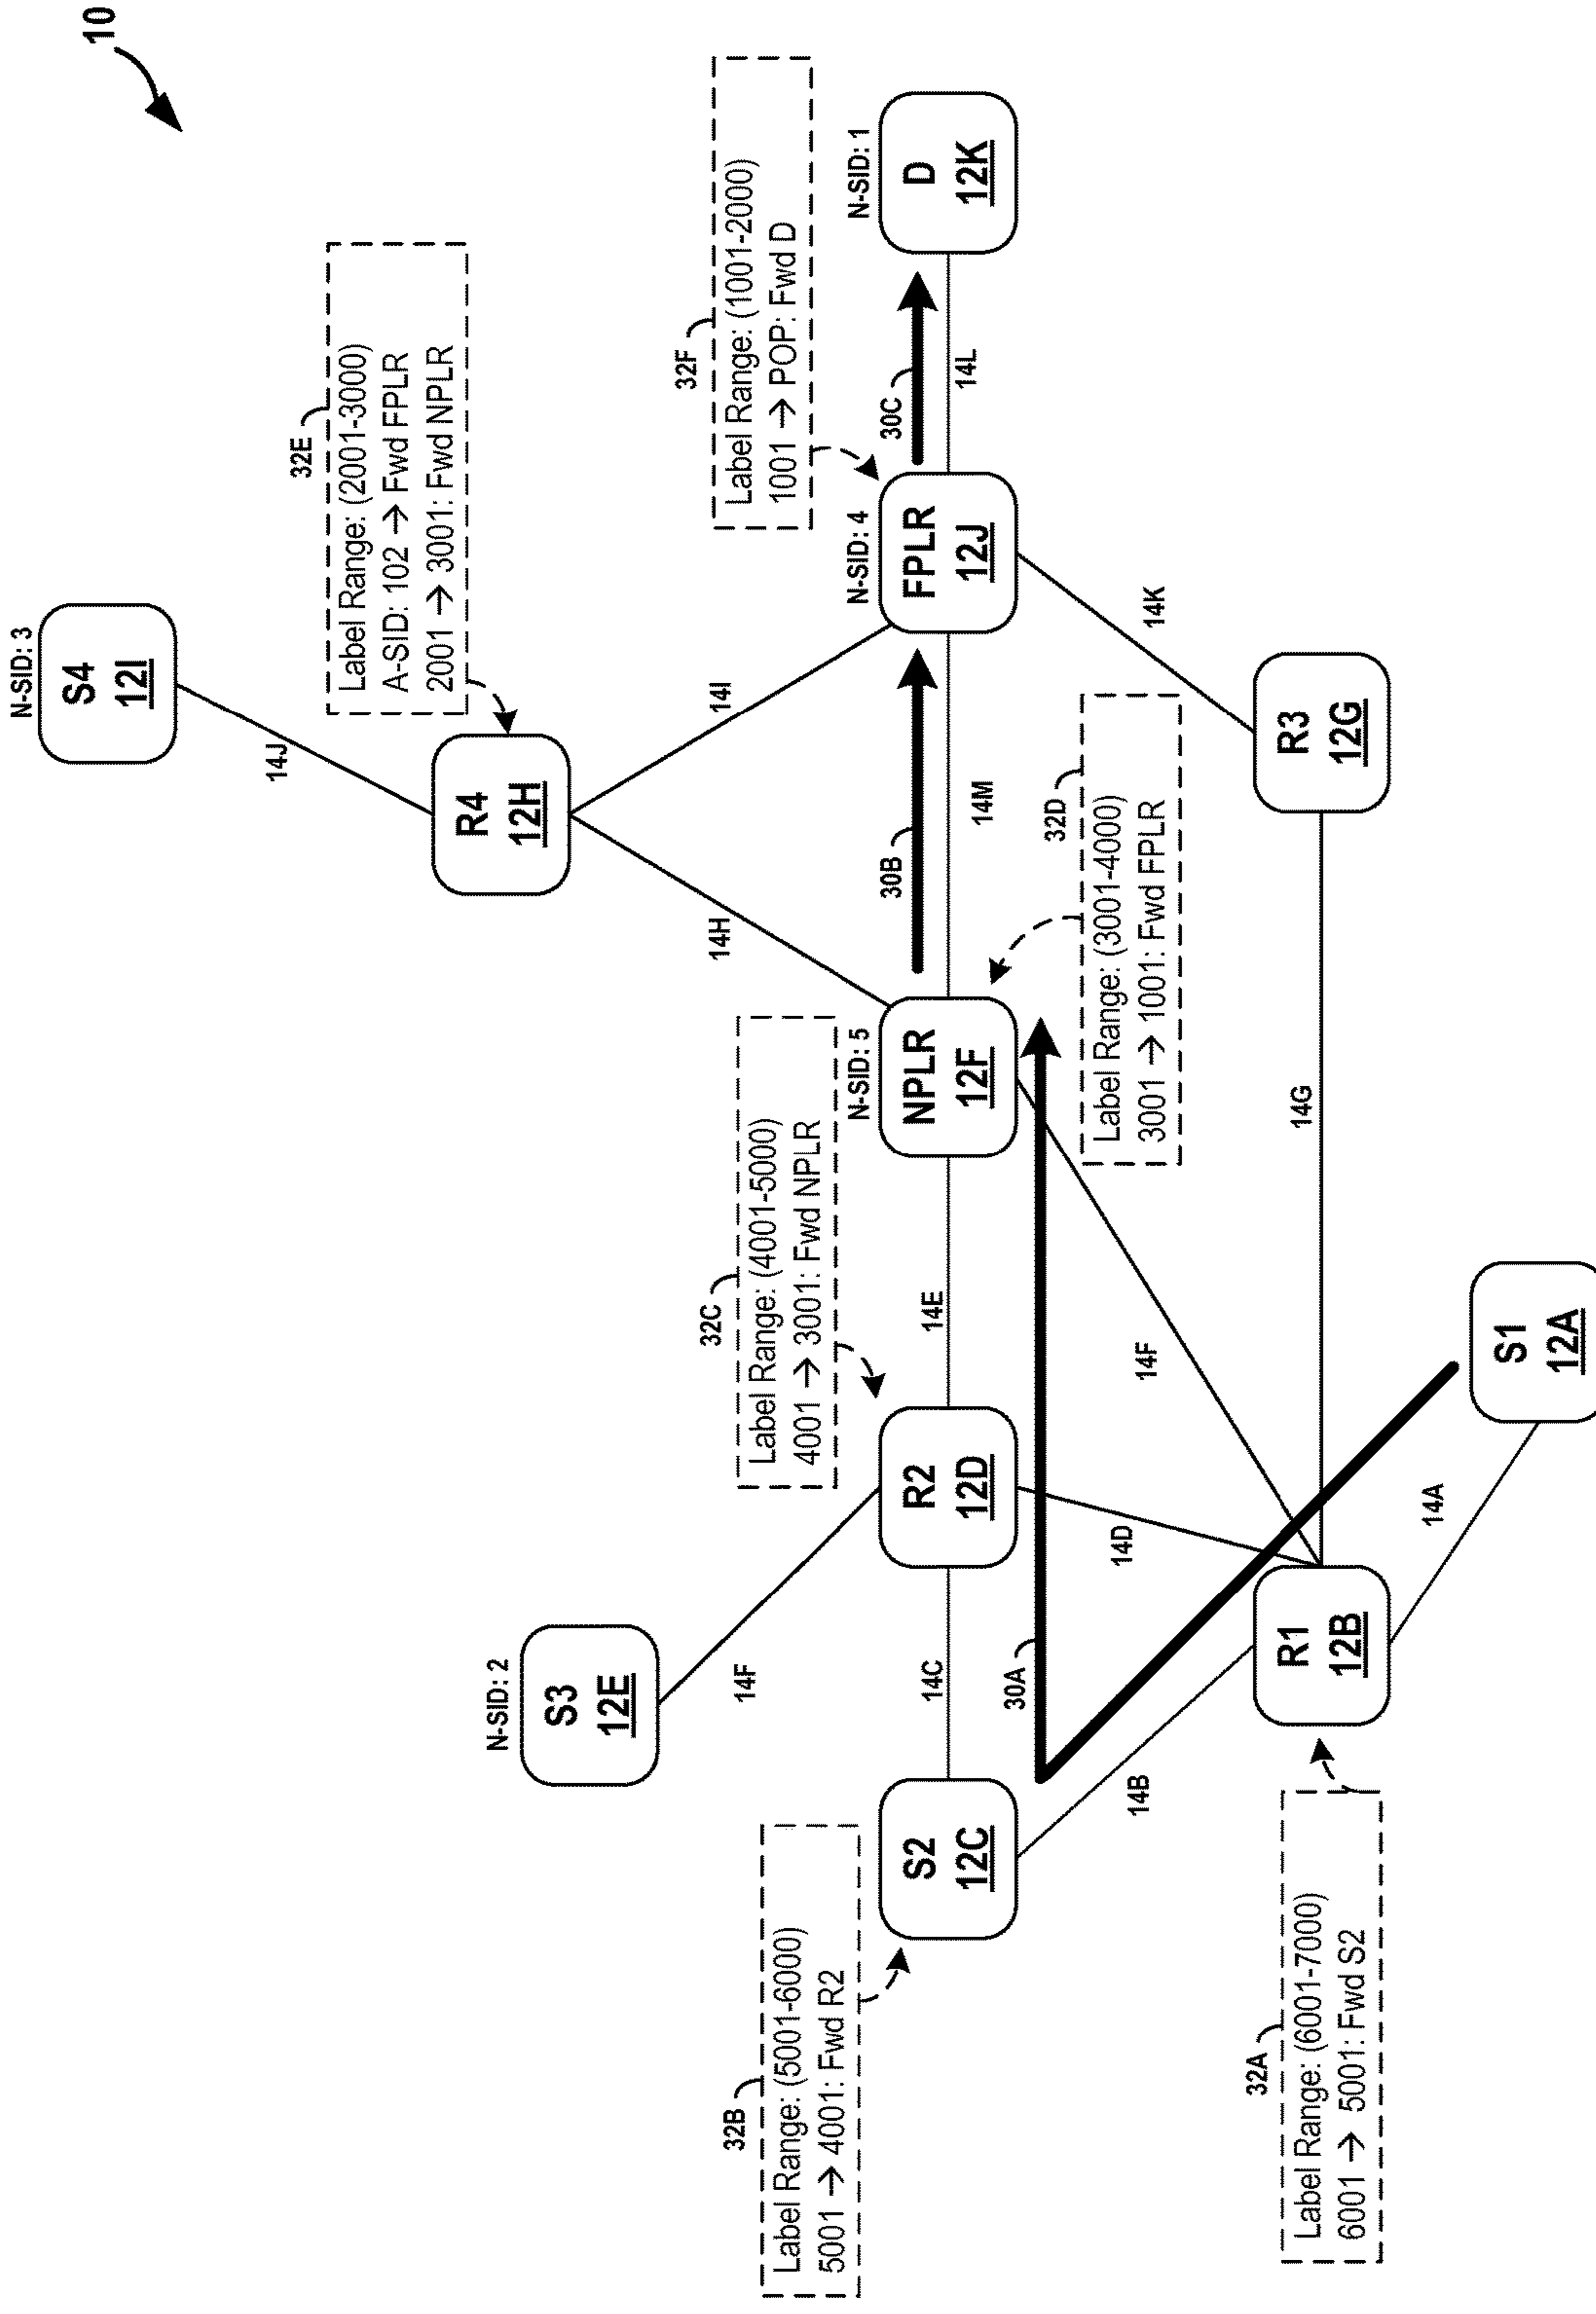 10
N-SID: 3
S4
12I
14J
32E
Label Range: (2001-3000)
A-SID: 102 → Fwd FPLR
2001 → 3001: Fwd NPLR
R4
12H
14H
14I
N-SID: 2
S3
12E
14F
32B
Label Range: (5001-6000)
5001 → 4001: Fwd R2
32C
Label Range: (4001-5000)
4001 → 3001: Fwd NPLR
32F
Label Range: (1001-2000)
1001 → POP: Fwd D
S2
12C
14C
R2
12D
14E
N-SID: 5
NPLR
12F
30B
14M
N-SID: 4
FPLR
12J
30C
14L
N-SID: 1
D
12K
30A
14B
14D
14F
32D
Label Range: (3001-4000)
3001 → 1001: Fwd FPLR
14K
32A
Label Range: (6001-7000)
6001 → 5001: Fwd S2
R1
12B
14G
R3
12G
14A
S1
12A